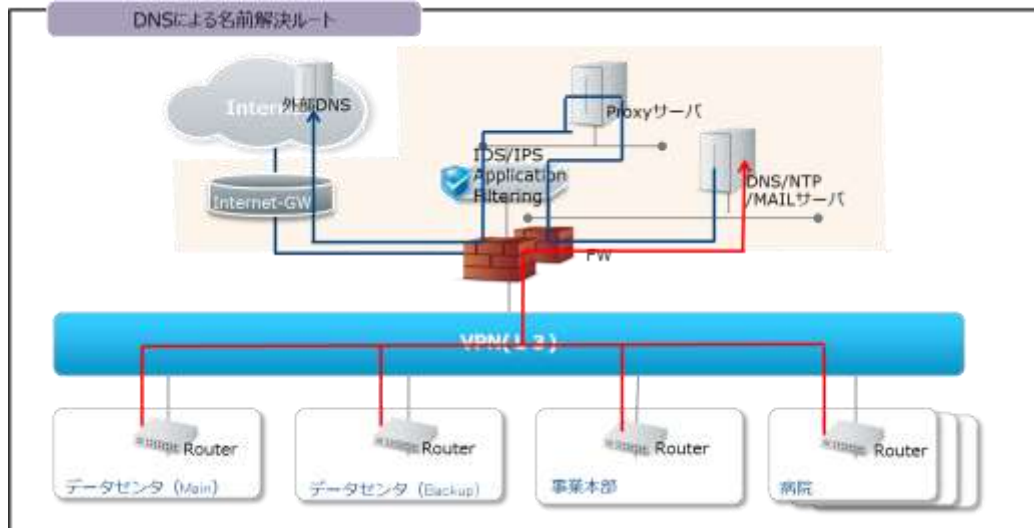 DNSによる名前解決ルート
Internet
外部DNS
Proxyサーバ
IDS/IPS
Application
Filtering
DNS/NTP
/MAILサーバ
Internet-GW
FW
VPN(L3)
Router
Router
Router
Router
データセンタ (Main)
データセンタ (Backup)
事業本部
病院